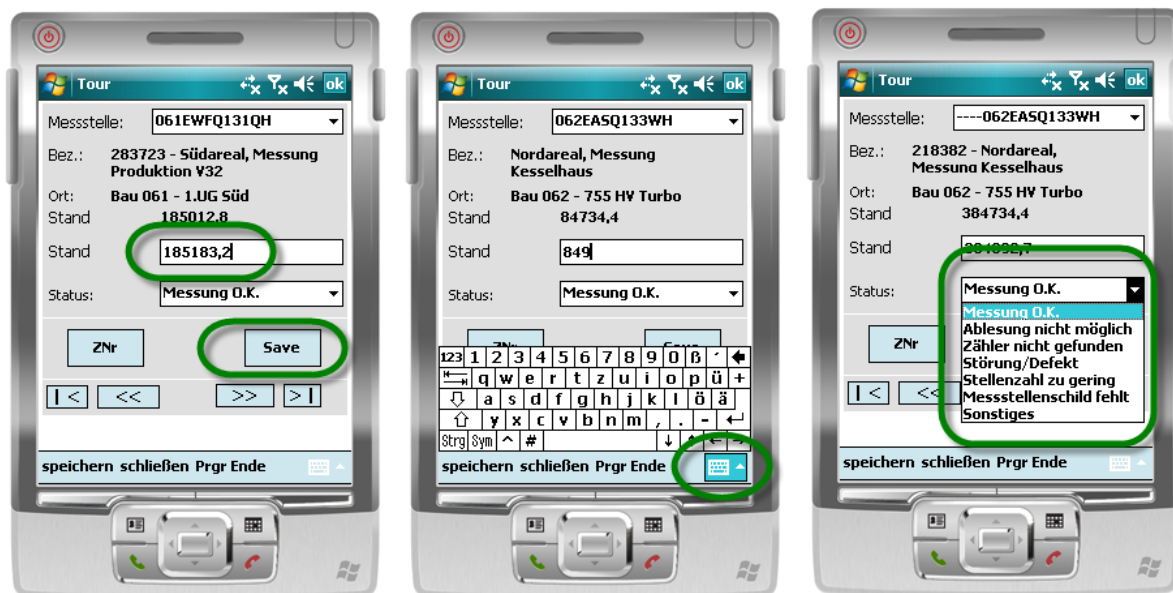 Tour
ok
Messstelle: 061EWFQ131QH
Bez.: 283723 - Südareal, Messung
Produktion V32
Ort: Bau 061 - 1.UG Süd
Stand 185012,8
Stand 185183,2
Status: Messung O.K.
ZNr Save
|< << >> >|
speichern schließen Prgr Ende
Tour
ok
Messstelle: 062EASQ133WH
Bez.: Nordareal, Messung
Kesselhaus
Ort: Bau 062 - 755 HV Turbo
Stand 84734,4
Stand 849
Status: Messung O.K.
ZNr Save
123 1 2 3 4 5 6 7 8 9 0 ß ´
q w e r t z u i o p ü +
a s d f g h j k l ö ä
y x c v b n m , . -
Strg Sym ^ #
speichern schließen Prgr Ende
Tour
ok
Messstelle: ----062EASQ133WH
Bez.: 218382 - Nordareal,
Messung Kesselhaus
Ort: Bau 062 - 755 HV Turbo
Stand 384734,4
Stand
Status: Messung O.K.
Messung O.K.
Ablesung nicht möglich
Zähler nicht gefunden
ZNr
Störung/Defekt
Stellenzahl zu gering
|< <<
Messstellenschild fehlt
Sonstiges
speichern schließen Prgr Ende